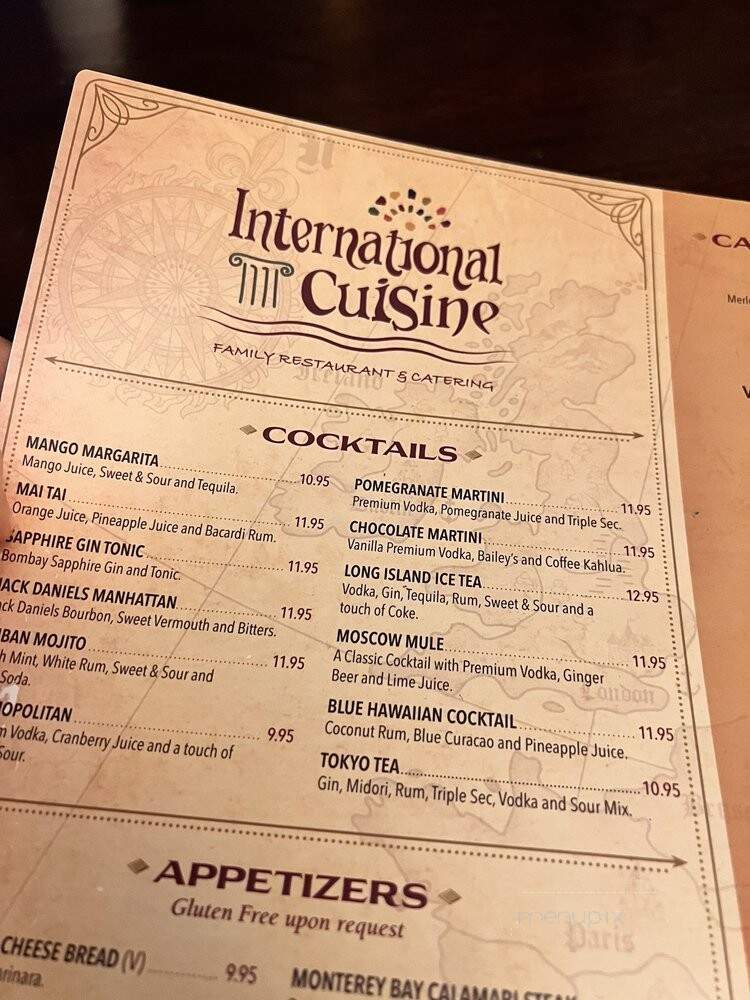 International
Cuisine
FAMILY RESTAURANT & CATERING
Ireland
COCKTAILS
MANGO MARGARITA 10.95
Mango Juice, Sweet & Sour and Tequila.
MAI TAI 11.95
Orange Juice, Pineapple Juice and Bacardi Rum.
SAPPHIRE GIN TONIC 11.95
Bombay Sapphire Gin and Tonic.
JACK DANIELS MANHATTAN 11.95
Jack Daniels Bourbon, Sweet Vermouth and Bitters.
BAN MOJITO 11.95
h Mint, White Rum, Sweet & Sour and
Soda.
MOPOLITAN 9.95
m Vodka, Cranberry Juice and a touch of
Sour.
POMEGRANATE MARTINI 11.95
Premium Vodka, Pomegranate Juice and Triple Sec.
CHOCOLATE MARTINI 11.95
Vanilla Premium Vodka, Bailey's and Coffee Kahlua.
LONG ISLAND ICE TEA 12.95
Vodka, Gin, Tequila, Rum, Sweet & Sour and a
touch of Coke.
MOSCOW MULE 11.95
A Classic Cocktail with Premium Vodka, Ginger
Beer and Lime Juice.
London
BLUE HAWAIIAN COCKTAIL 11.95
Coconut Rum, Blue Curacao and Pineapple Juice.
TOKYO TEA 10.95
Gin, Midori, Rum, Triple Sec, Vodka and Sour Mix.
APPETIZERS
Gluten Free upon request
Paris
menupix
CHEESE BREAD (V) 9.95
arinara.
MONTEREY BAY CALAMARI STEAK
CA
Merl
V